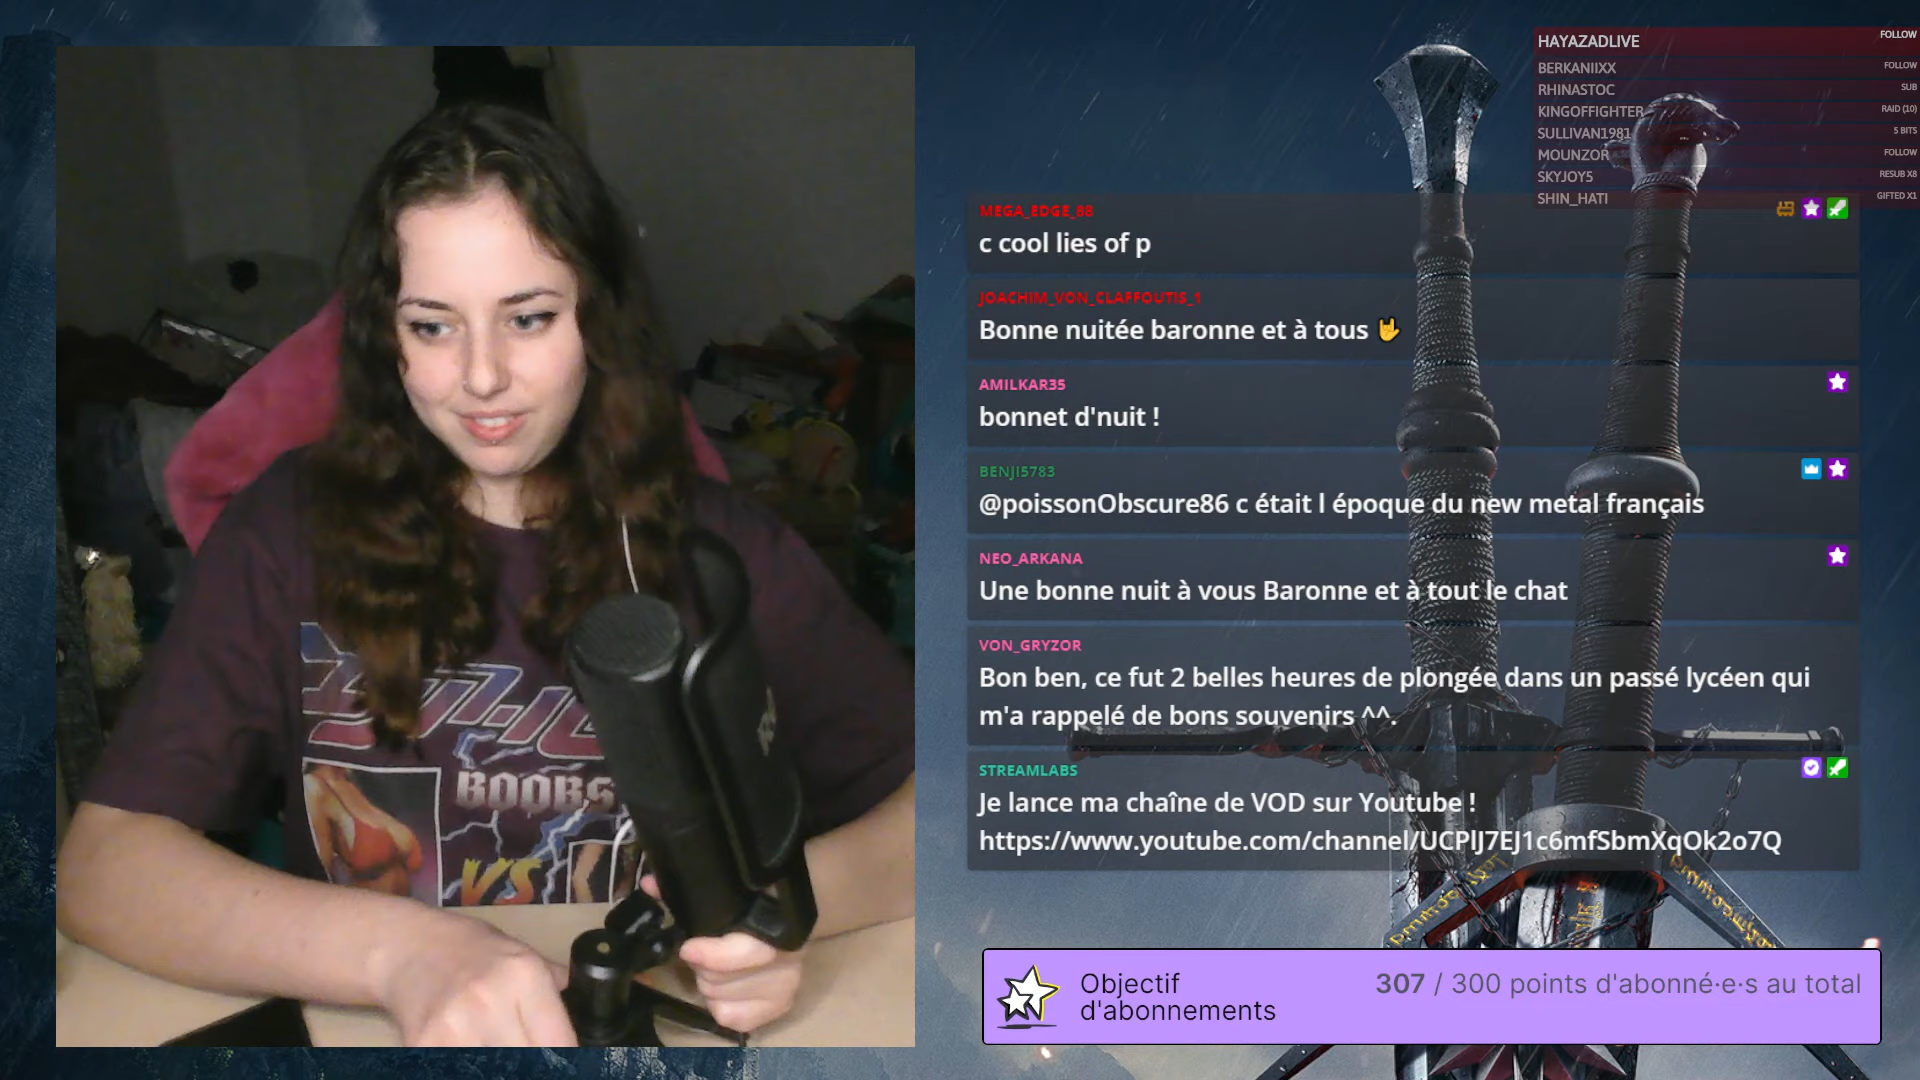 HAYAZADLIVE FOLLOW
BERKANIIXX FOLLOW
RHINASTOC SUB
KINGOFFIGHTER RAID (10)
SULLIVAN1981 5 BITS
MOUNZOR FOLLOW
SKYJOY5 RESUB X8
SHIN_HATI GIFTED X1
MEGA_EDGE_88
c cool lies of p
JOACHIM_VON_CLAFFOUTIS_1
Bonne nuitée baronne et à tous 🤘
AMILKAR35
bonnet d'nuit !
BENJI5783
@poissonObscure86 c était l époque du new metal français
NEO_ARKANA
Une bonne nuit à vous Baronne et à tout le chat
VON_GRYZOR
Bon ben, ce fut 2 belles heures de plongée dans un passé lycéen qui
m'a rappelé de bons souvenirs ^^.
STREAMLABS
Je lance ma chaîne de VOD sur Youtube !
https://www.youtube.com/channel/UCPlJ7EJ1c6mfSbmXqOk2o7Q
BOOBS
VS
Objectif
d'abonnements
307 / 300 points d'abonné·e·s au total